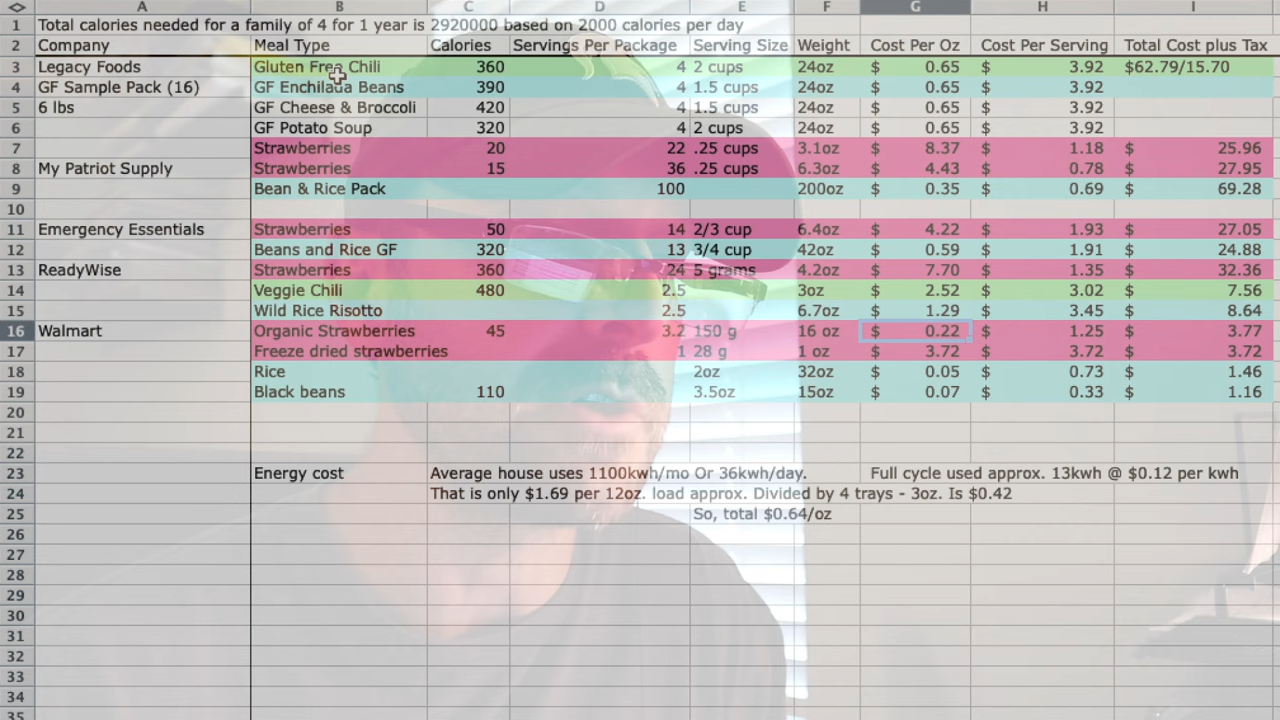 A B C D E F G H I
1 Total calories needed for a family of 4 for 1 year is 2920000 based on 2000 calories per day
2 Company Meal Type Calories Servings Per Package Serving Size Weight Cost Per Oz Cost Per Serving Total Cost plus Tax
3 Legacy Foods Gluten Free Chili 360 4 2 cups 24oz $ 0.65 $ 3.92 $62.79/15.70
4 GF Sample Pack (16) GF Enchilada Beans 390 4 1.5 cups 24oz $ 0.65 $ 3.92
5 6 lbs GF Cheese & Broccoli 420 4 1.5 cups 24oz $ 0.65 $ 3.92
6 GF Potato Soup 320 4 2 cups 24oz $ 0.65 $ 3.92
7 Strawberries 20 22 .25 cups 3.1oz $ 8.37 $ 1.18 $ 25.96
8 My Patriot Supply Strawberries 15 36 .25 cups 6.3oz $ 4.43 $ 0.78 $ 27.95
9 Bean & Rice Pack 100 200oz $ 0.35 $ 0.69 $ 69.28
10
11 Emergency Essentials Strawberries 50 14 2/3 cup 6.4oz $ 4.22 $ 1.93 $ 27.05
12 Beans and Rice GF 320 13 3/4 cup 42oz $ 0.59 $ 1.91 $ 24.88
13 ReadyWise Strawberries 360 24 5 grams 4.2oz $ 7.70 $ 1.35 $ 32.36
14 Veggie Chili 480 2.5 3oz $ 2.52 $ 3.02 $ 7.56
15 Wild Rice Risotto 2.5 6.7oz $ 1.29 $ 3.45 $ 8.64
16 Walmart Organic Strawberries 45 3.2 150 g 16 oz $ 0.22 $ 1.25 $ 3.77
17 Freeze dried strawberries 1 28 g 1 oz $ 3.72 $ 3.72 $ 3.72
18 Rice 2oz 32oz $ 0.05 $ 0.73 $ 1.46
19 Black beans 110 3.5oz 15oz $ 0.07 $ 0.33 $ 1.16
20
21
22
23 Energy cost Average house uses 1100kwh/mo Or 36kwh/day. Full cycle used approx. 13kwh @ $0.12 per kwh
24 That is only $1.69 per 12oz. load approx. Divided by 4 trays - 3oz. Is $0.42
25 So, total $0.64/oz
26
27
28
29
30
31
32
33
34
35